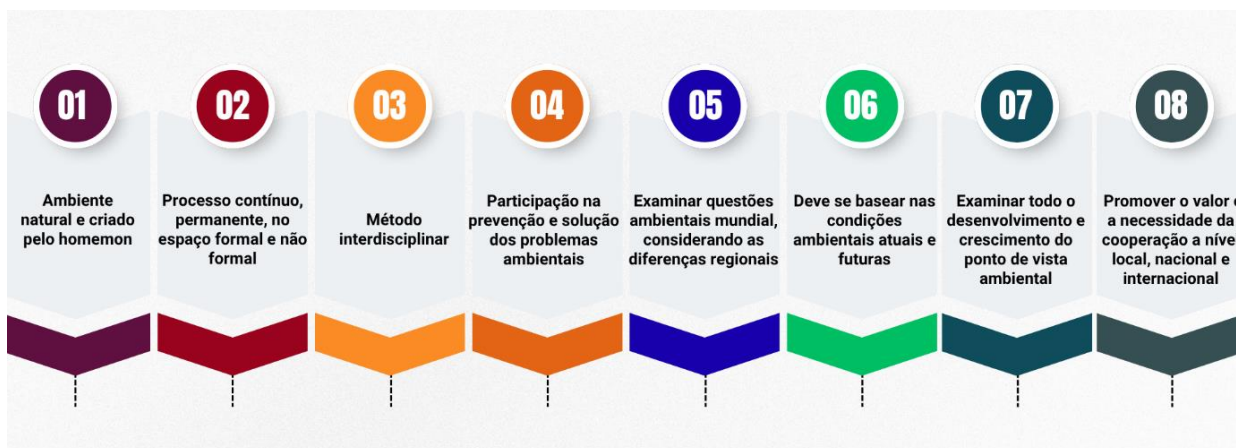 01
Ambiente
natural e criado
pelo homemon
02
Processo contínuo,
permanente, no
espaço formal e não
formal
03
Método
interdisciplinar
04
Participação na
prevenção e solução
dos problemas
ambientais
05
Examinar questões
ambientais mundial,
considerando as
diferenças regionais
06
Deve se basear nas
condições
ambientais atuais e
futuras
07
Examinar todo o
desenvolvimento e
crescimento do
ponto de vista
ambiental
08
Promover o valor
a necessidade da
cooperação a níve
local, nacional e
internacional